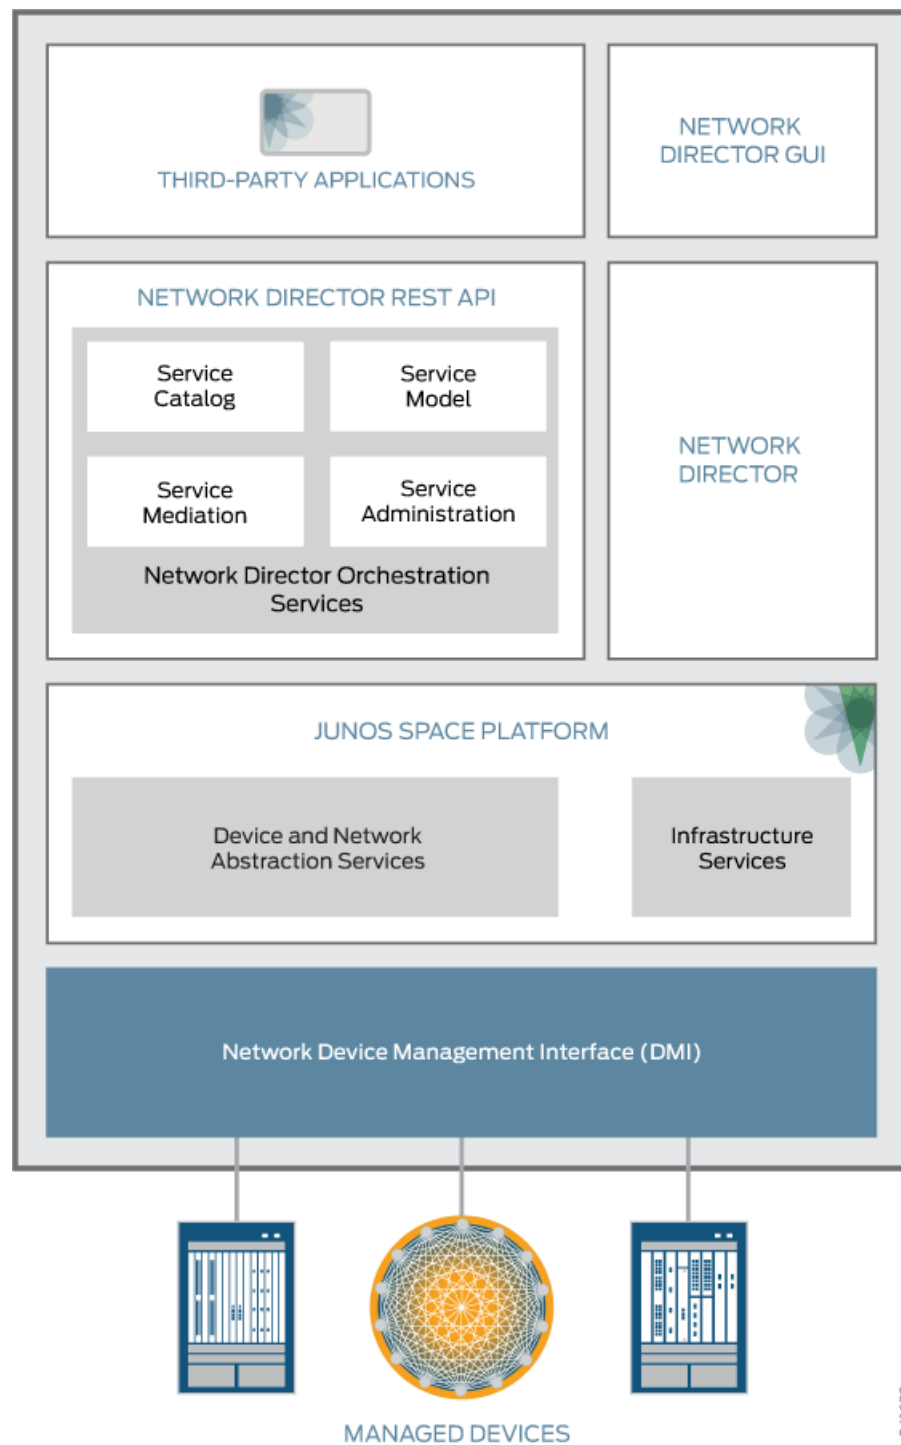 THIRD-PARTY APPLICATIONS
NETWORK
DIRECTOR GUI
NETWORK DIRECTOR REST API
Service
Catalog
Service
Model
Service
Mediation
Service
Administration
Network Director Orchestration
Services
NETWORK
DIRECTOR
JUNOS SPACE PLATFORM
Device and Network
Abstraction Services
Infrastructure
Services
Network Device Management Interface (DMI)
MANAGED DEVICES